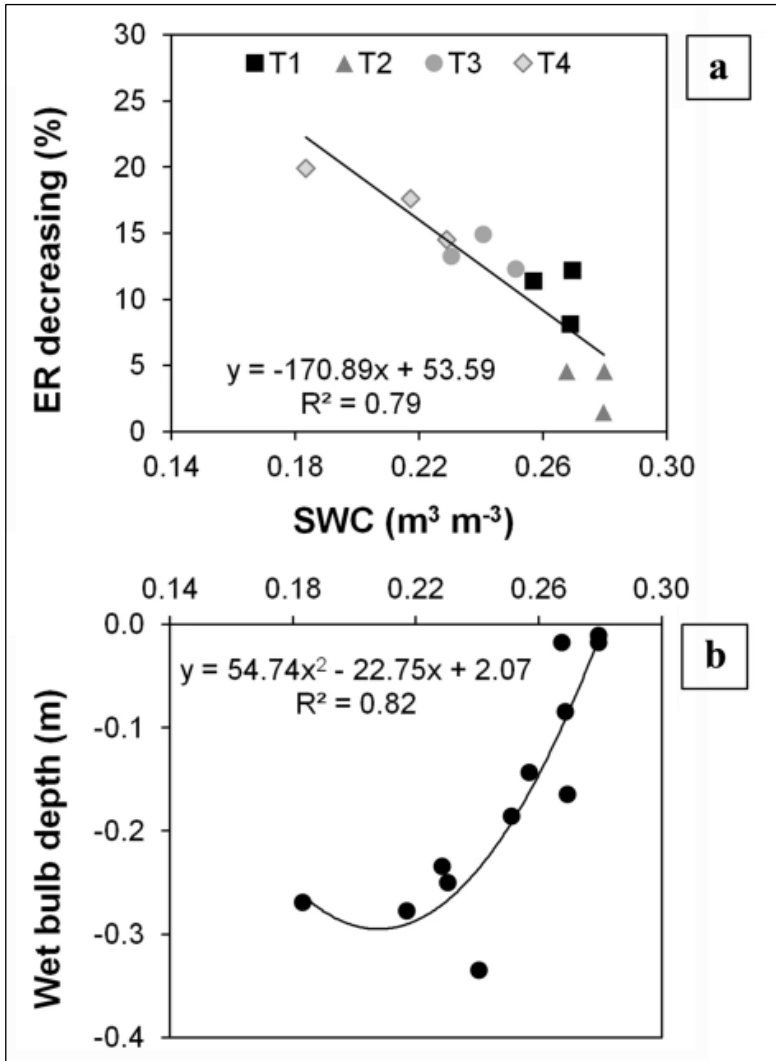 30
T1 T2 T3 T4
a
25
20
15
10
5
0
ER decreasing (%)
y = -170.89x + 53.59
R² = 0.79
0.14 0.18 0.22 0.26 0.30
SWC (m³ m⁻³)
0.14 0.18 0.22 0.26 0.30
0.0
b
y = 54.74x² - 22.75x + 2.07
R² = 0.82
-0.1
-0.2
-0.3
-0.4
Wet bulb depth (m)